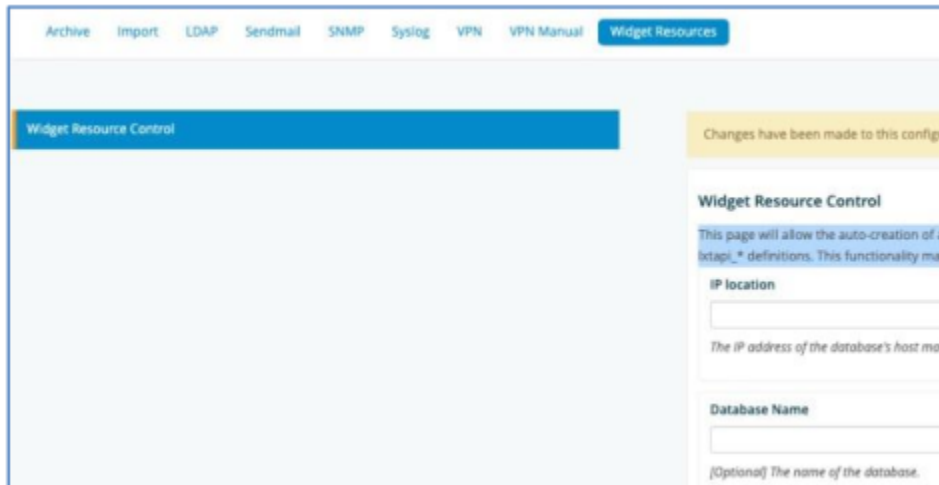 Archive Import LDAP Sendmail SNMP Syslog VPN VPN Manual Widget Resources
Widget Resource Control
Changes have been made to this config
Widget Resource Control
This page will allow the auto-creation of a
lxtapi_* definitions. This functionality ma
IP location
The IP address of the database's host ma
Database Name
[Optional] The name of the database.